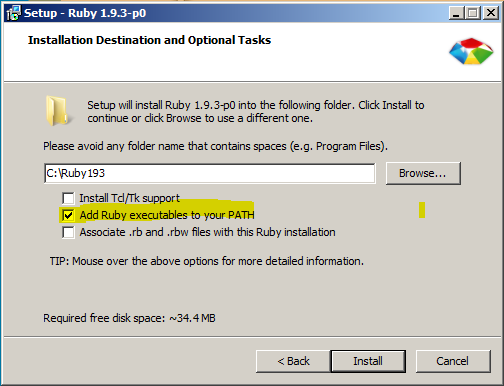 Setup - Ruby 1.9.3-p0
Installation Destination and Optional Tasks
Setup will install Ruby 1.9.3-p0 into the following folder. Click Install to
continue or click Browse to use a different one.
Please avoid any folder name that contains spaces (e.g. Program Files).
C:\Ruby193
Browse...
Install Tcl/Tk support
Add Ruby executables to your PATH
Associate .rb and .rbw files with this Ruby installation
TIP: Mouse over the above options for more detailed information.
Required free disk space: ~34.4 MB
< Back
Install
Cancel